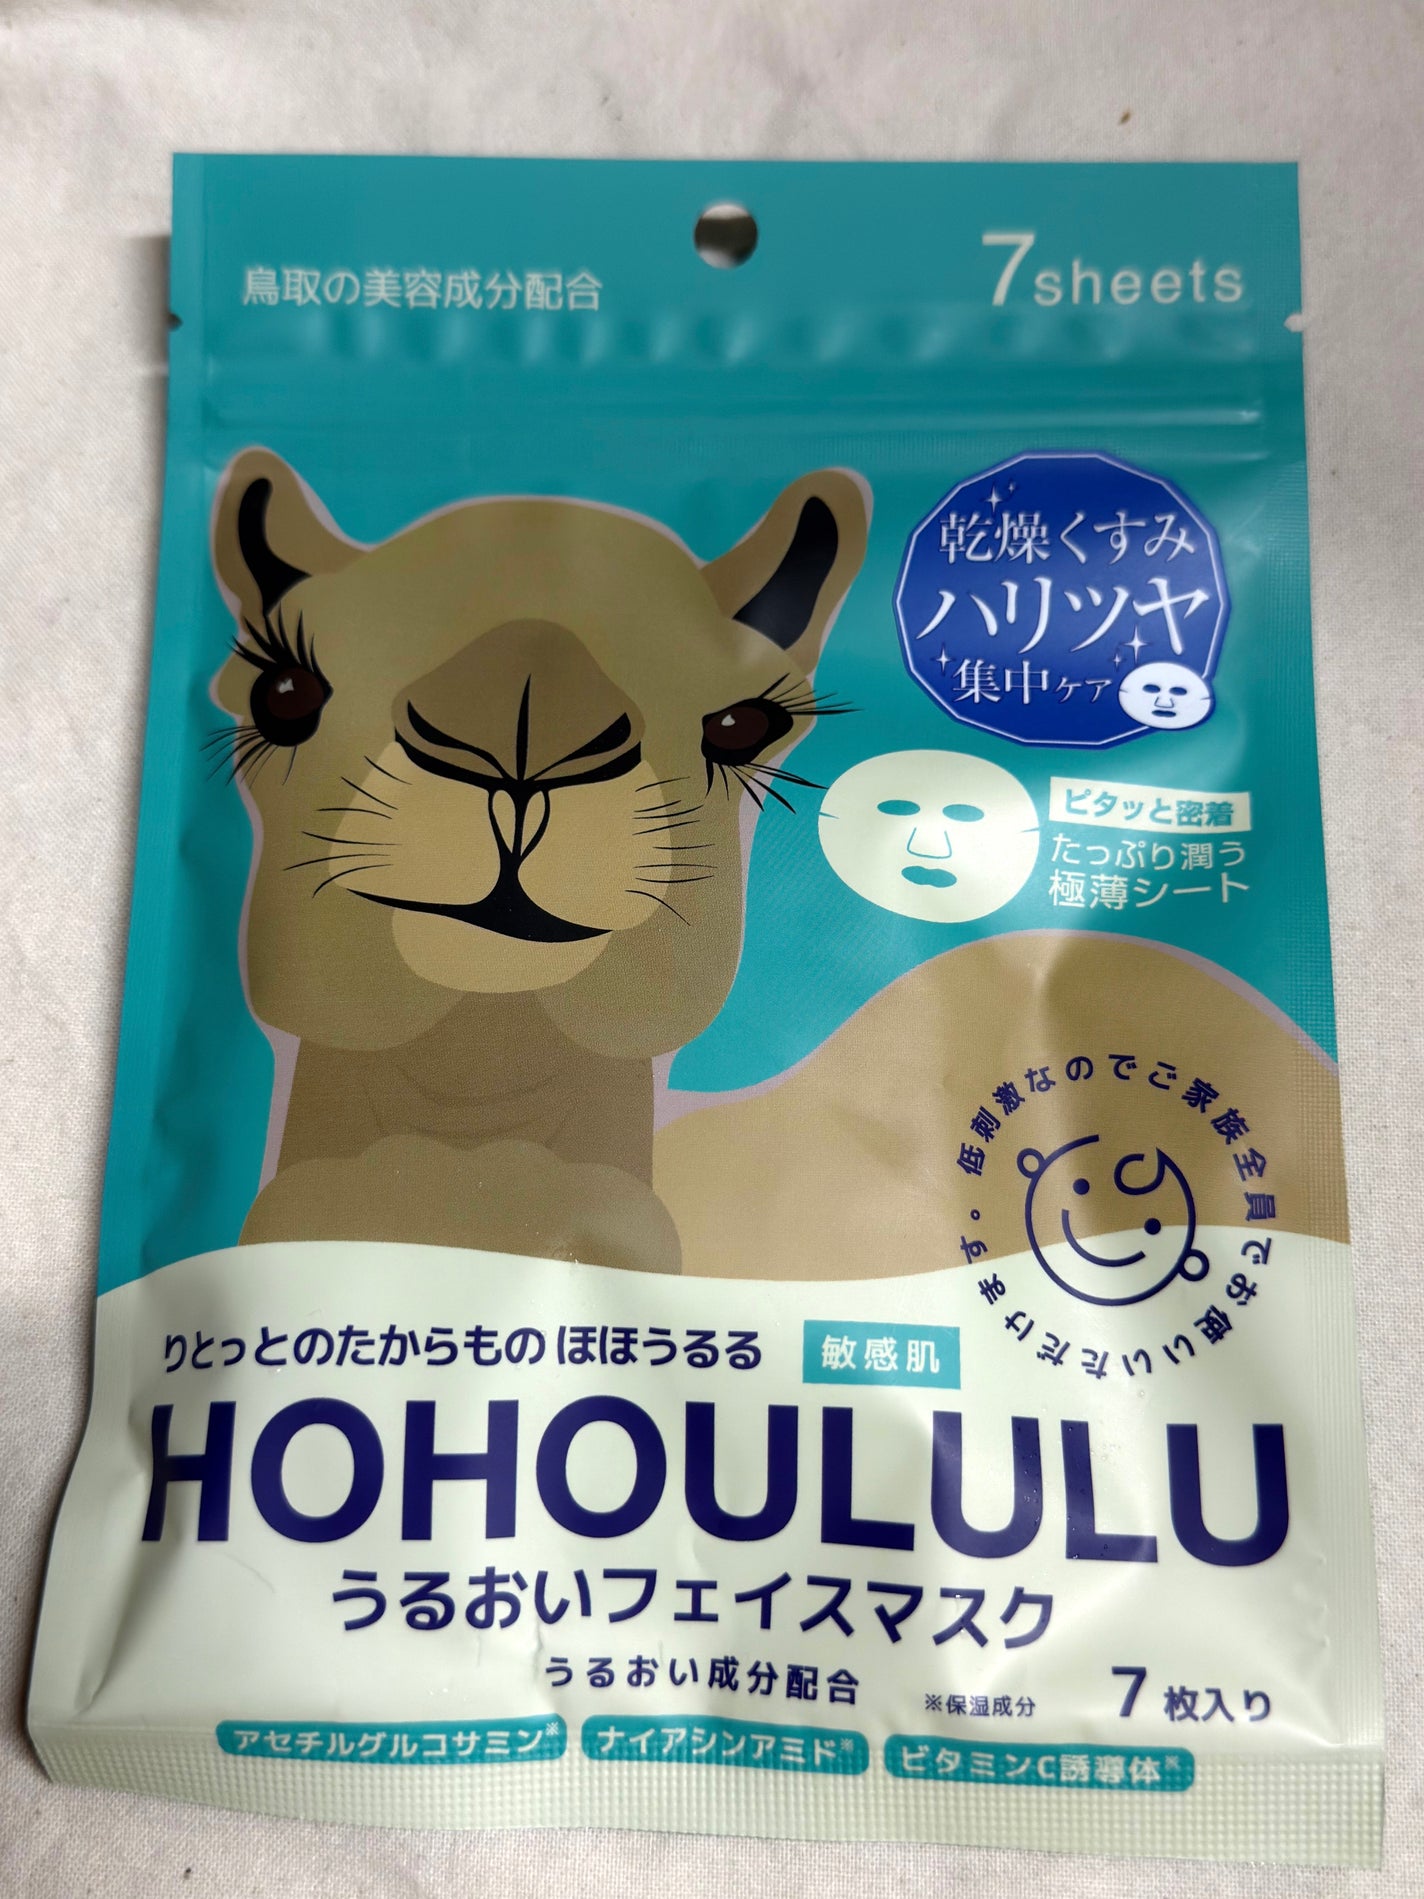 鳥取の美容成分配合
7sheets
乾燥くすみ
ハリツヤ
集中ケア
ピタッと密着
たっぷり潤う
極薄シート
低刺激なのでご家族全員でお使いいただけます。
りとっとのたからもの ほほうるる
敏感肌
HOHOULULU
うるおいフェイスマスク
うるおい成分配合
※保湿成分
7枚入り
アセチルグルコサミン※
ナイアシンアミド※
ビタミンC誘導体※